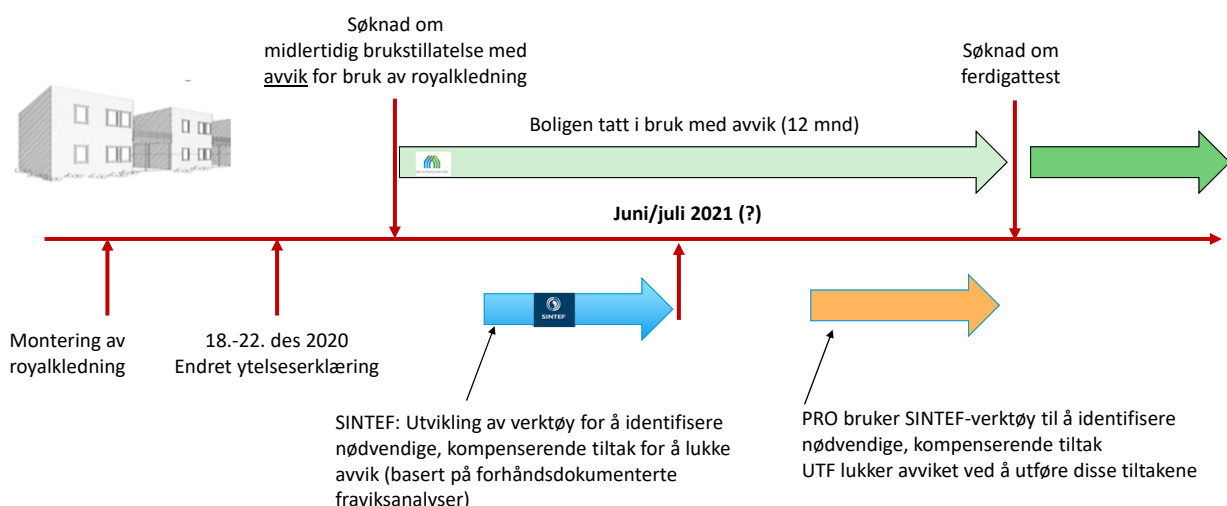 Søknad om
midlertidig brukstillatelse med
avvik for bruk av royalkledning
Søknad om
ferdigattest
Boligen tatt i bruk med avvik (12 mnd)
Juni/juli 2021 (?)
SINTEF
Montering av
royalkledning
18.-22. des 2020
Endret ytelseserklæring
SINTEF: Utvikling av verktøy for å identifisere
nødvendige, kompenserende tiltak for å lukke
avvik (basert på forhåndsdokumenterte
fraviksanalyser)
PRO bruker SINTEF-verktøy til å identifisere
nødvendige, kompenserende tiltak
UTF lukker avviket ved å utføre disse tiltakene